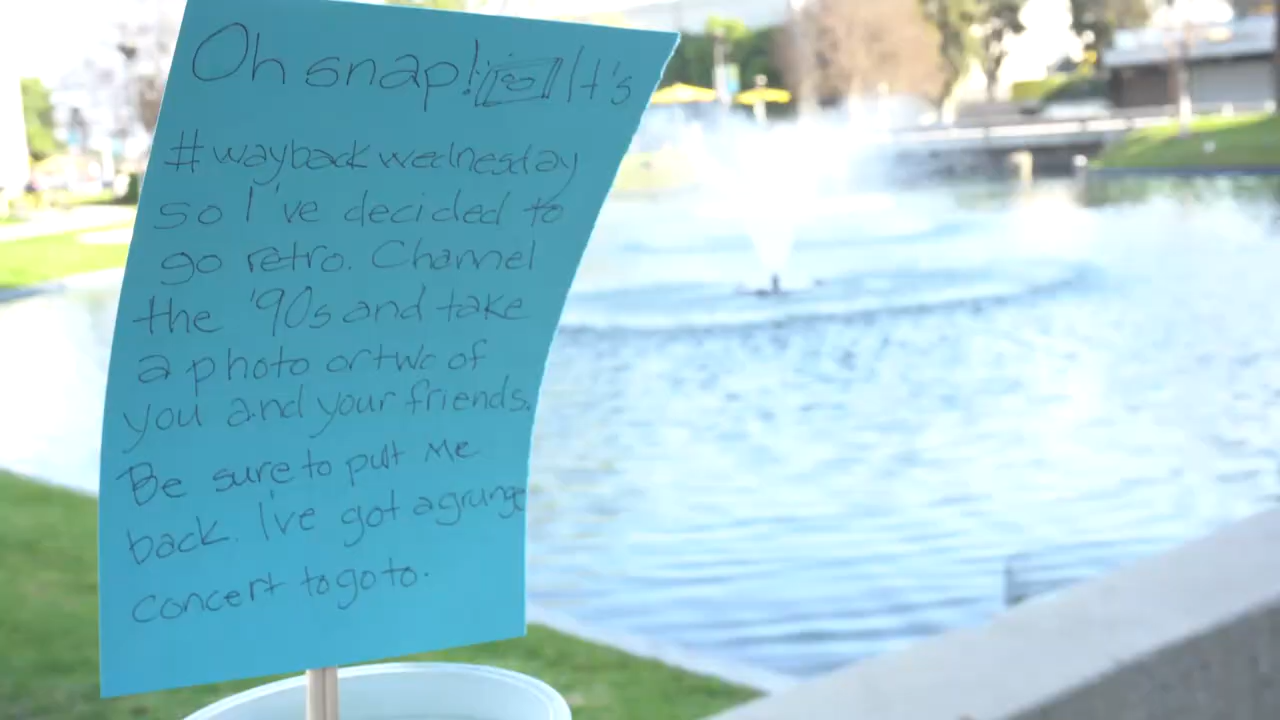 Oh snap! It's
#waybackwednesday
so I've decided to
go retro. Channel
the '90s and take
a photo or two of
you and your friends.
Be sure to put me
back. I've got a grunge
concert to go to.